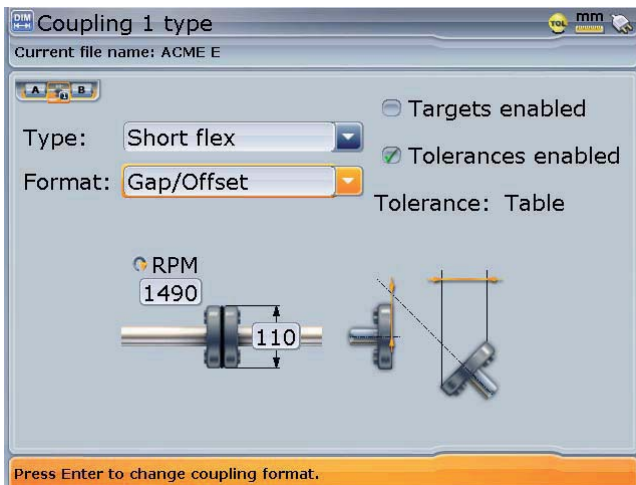 DIM
Coupling 1 type
TOL
mm
Current file name: ACME E
A
B
Targets enabled
Type: Short flex
Tolerances enabled
Format: Gap/Offset
Tolerance: Table
RPM
1490
110
Press Enter to change coupling format.